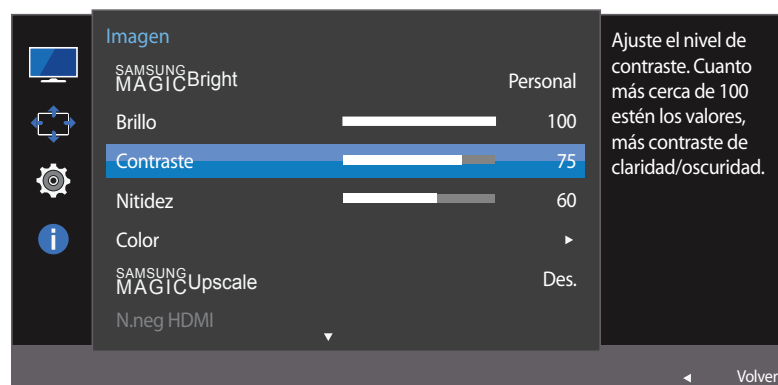 Imagen
SAMSUNG MAGIC Bright Personal
Brillo 100
Contraste 75
Nitidez 60
Color
SAMSUNG MAGIC Upscale Des.
N.neg HDMI
Ajuste el nivel de
contraste. Cuanto
más cerca de 100
estén los valores,
más contraste de
claridad/oscuridad.
Volver